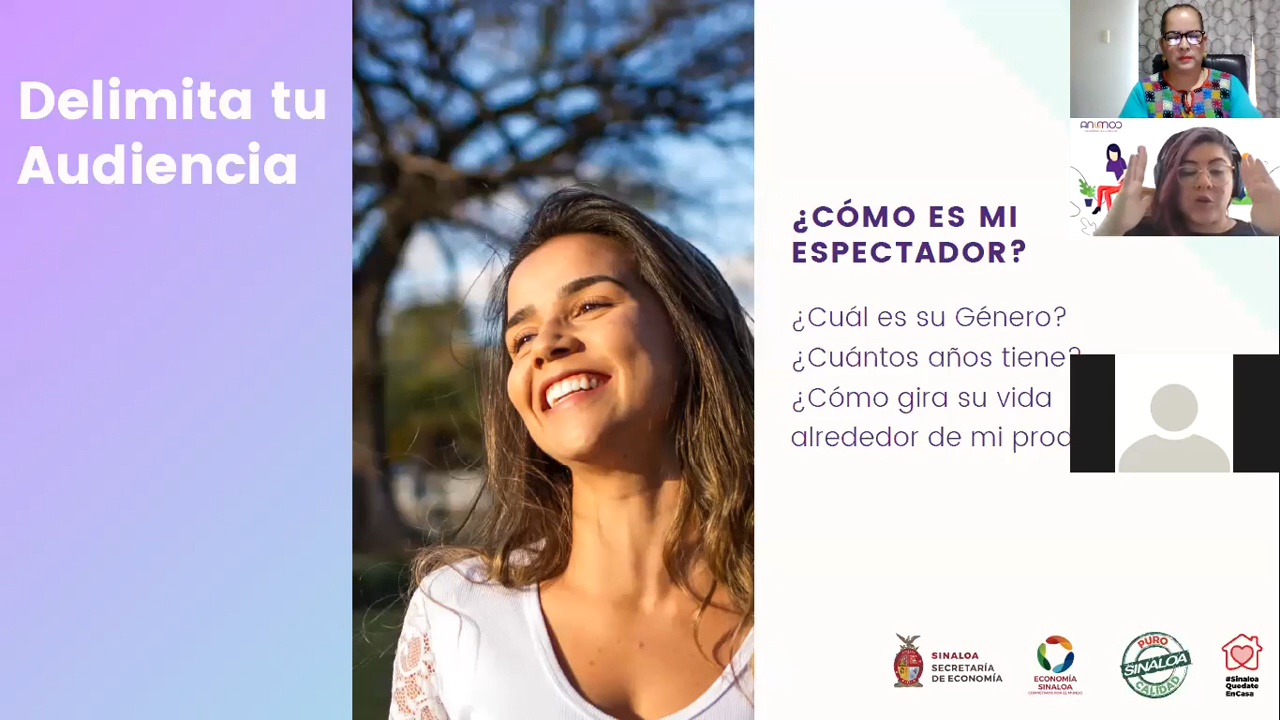 Delimita tu
Audiencia
¿CÓMO ES MI
ESPECTADOR?
¿Cuál es su Género?
¿Cuántos años tiene?
¿Cómo gira su vida
alrededor de mi
SINALOA
SECRETARÍA
DE ECONOMÍA
ECONOMÍA
SINALOA
PURO
SINALOA
CALIDAD
#Sinaloa
Quedate
EnCasa